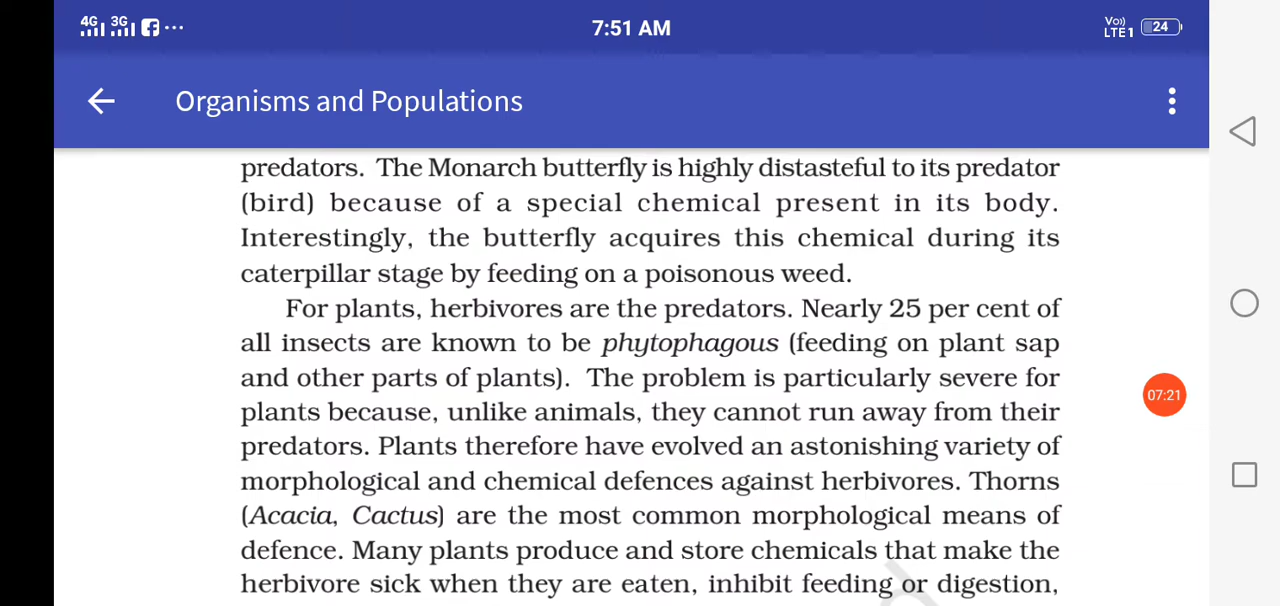 4G 3G 7:51 AM Vo)) LTE1 24
Organisms and Populations
predators. The Monarch butterfly is highly distasteful to its predator
(bird) because of a special chemical present in its body.
Interestingly, the butterfly acquires this chemical during its
caterpillar stage by feeding on a poisonous weed.
For plants, herbivores are the predators. Nearly 25 per cent of
all insects are known to be phytophagous (feeding on plant sap
and other parts of plants). The problem is particularly severe for
plants because, unlike animals, they cannot run away from their
predators. Plants therefore have evolved an astonishing variety of
morphological and chemical defences against herbivores. Thorns
(Acacia, Cactus) are the most common morphological means of
defence. Many plants produce and store chemicals that make the
herbivore sick when they are eaten, inhibit feeding or digestion,
07:21